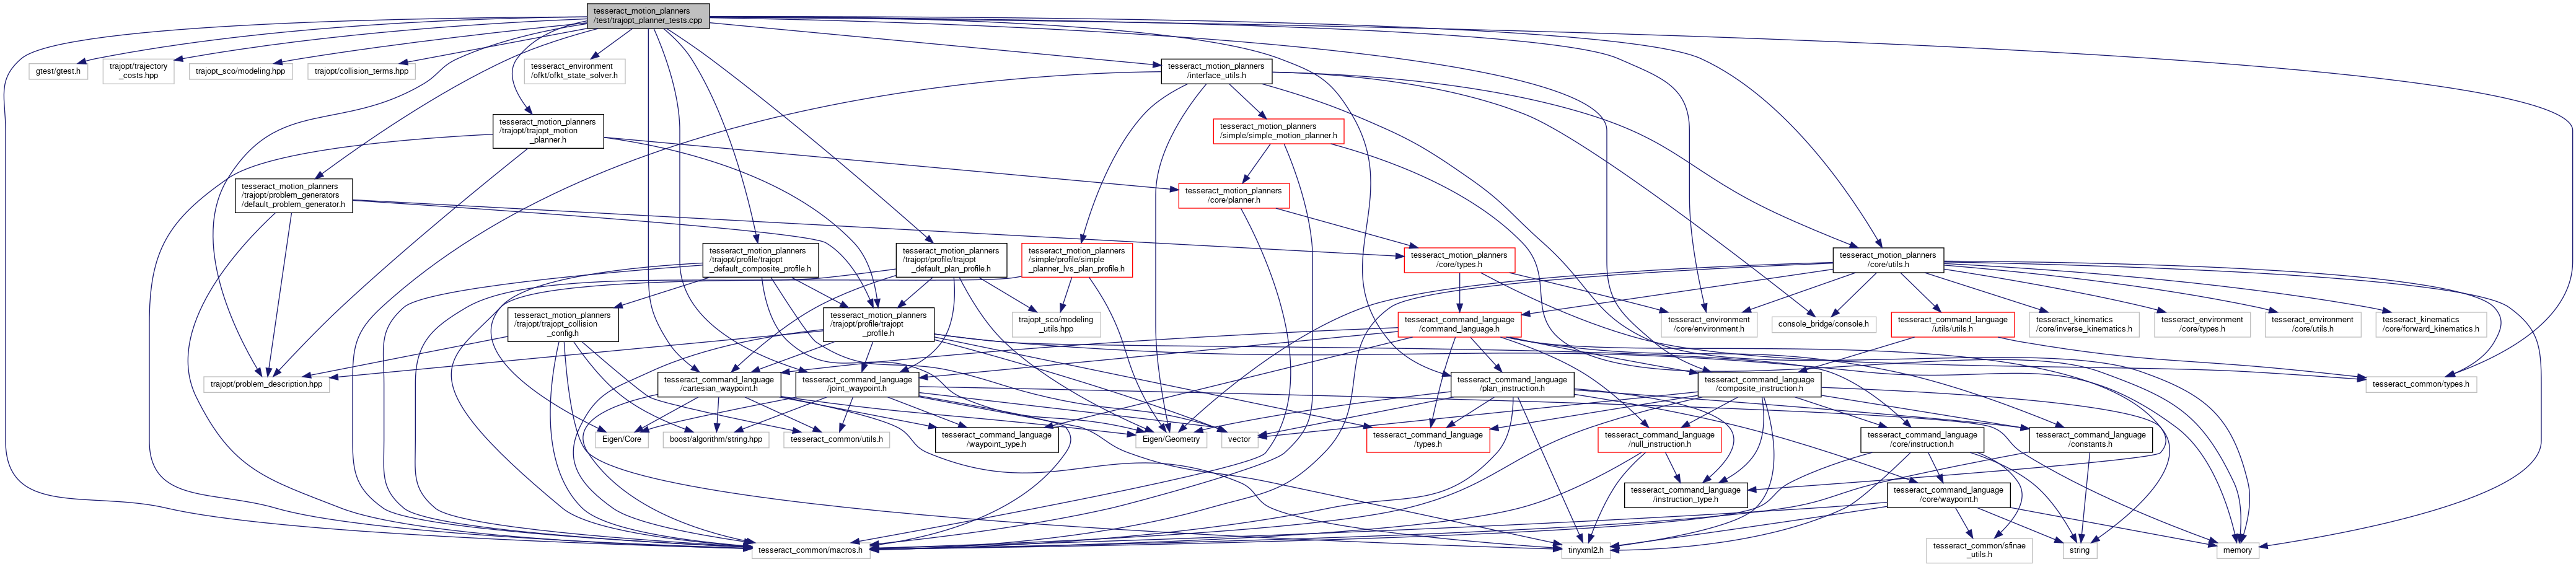 tesseract_motion_planners
/test/trajopt_planner_tests.cpp
gtest/gtest.h
trajopt/trajectory
_costs.hpp
trajopt_sco/modeling.hpp
trajopt/collision_terms.hpp
tesseract_environment
/ofkt/ofkt_state_solver.h
tesseract_motion_planners
/interface_utils.h
tesseract_motion_planners
/trajopt/trajopt_motion
_planner.h
tesseract_motion_planners
/simple/simple_motion_planner.h
tesseract_motion_planners
/trajopt/problem_generators
/default_problem_generator.h
tesseract_motion_planners
/core/planner.h
tesseract_motion_planners
/trajopt/profile/trajopt
_default_composite_profile.h
tesseract_motion_planners
/trajopt/profile/trajopt
_default_plan_profile.h
tesseract_motion_planners
/simple/profile/simple
_planner_lvs_plan_profile.h
tesseract_motion_planners
/core/types.h
tesseract_motion_planners
/core/utils.h
tesseract_motion_planners
/trajopt/trajopt_collision
_config.h
tesseract_motion_planners
/trajopt/profile/trajopt
_profile.h
trajopt_sco/modeling
_utils.hpp
tesseract_command_language
/command_language.h
tesseract_environment
/core/environment.h
console_bridge/console.h
tesseract_command_language
/utils/utils.h
tesseract_kinematics
/core/inverse_kinematics.h
tesseract_environment
/core/types.h
tesseract_environment
/core/utils.h
tesseract_kinematics
/core/forward_kinematics.h
trajopt/problem_description.hpp
tesseract_command_language
/cartesian_waypoint.h
tesseract_command_language
/joint_waypoint.h
tesseract_command_language
/plan_instruction.h
tesseract_command_language
/composite_instruction.h
tesseract_common/types.h
Eigen/Core
boost/algorithm/string.hpp
tesseract_common/utils.h
tesseract_command_language
/waypoint_type.h
Eigen/Geometry
vector
tesseract_command_language
/types.h
tesseract_command_language
/null_instruction.h
tesseract_command_language
/core/instruction.h
tesseract_command_language
/constants.h
tesseract_command_language
/instruction_type.h
tesseract_command_language
/core/waypoint.h
tesseract_common/macros.h
tinyxml2.h
tesseract_common/sfinae
_utils.h
string
memory